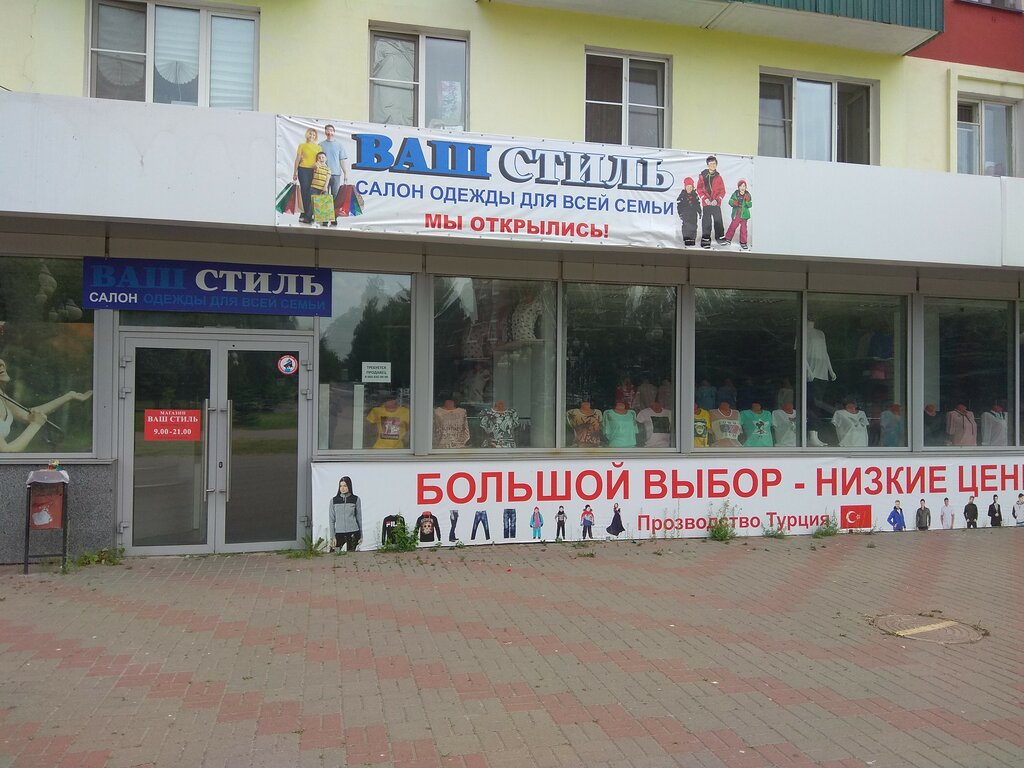 ВАШ СТИЛЬ
САЛОН ОДЕЖДЫ ДЛЯ ВСЕЙ СЕМЬИ
МЫ ОТКРЫЛИСЬ!
ВАШ СТИЛЬ
САЛОН ОДЕЖДЫ ДЛЯ ВСЕЙ СЕМЬИ
ТРЕБУЕТСЯ
ПРОДАВЕЦ
МАГАЗИН
ВАШ СТИЛЬ
9.00-21.00
БОЛЬШОЙ ВЫБОР - НИЗКИЕ ЦЕН
Прозводство Турция